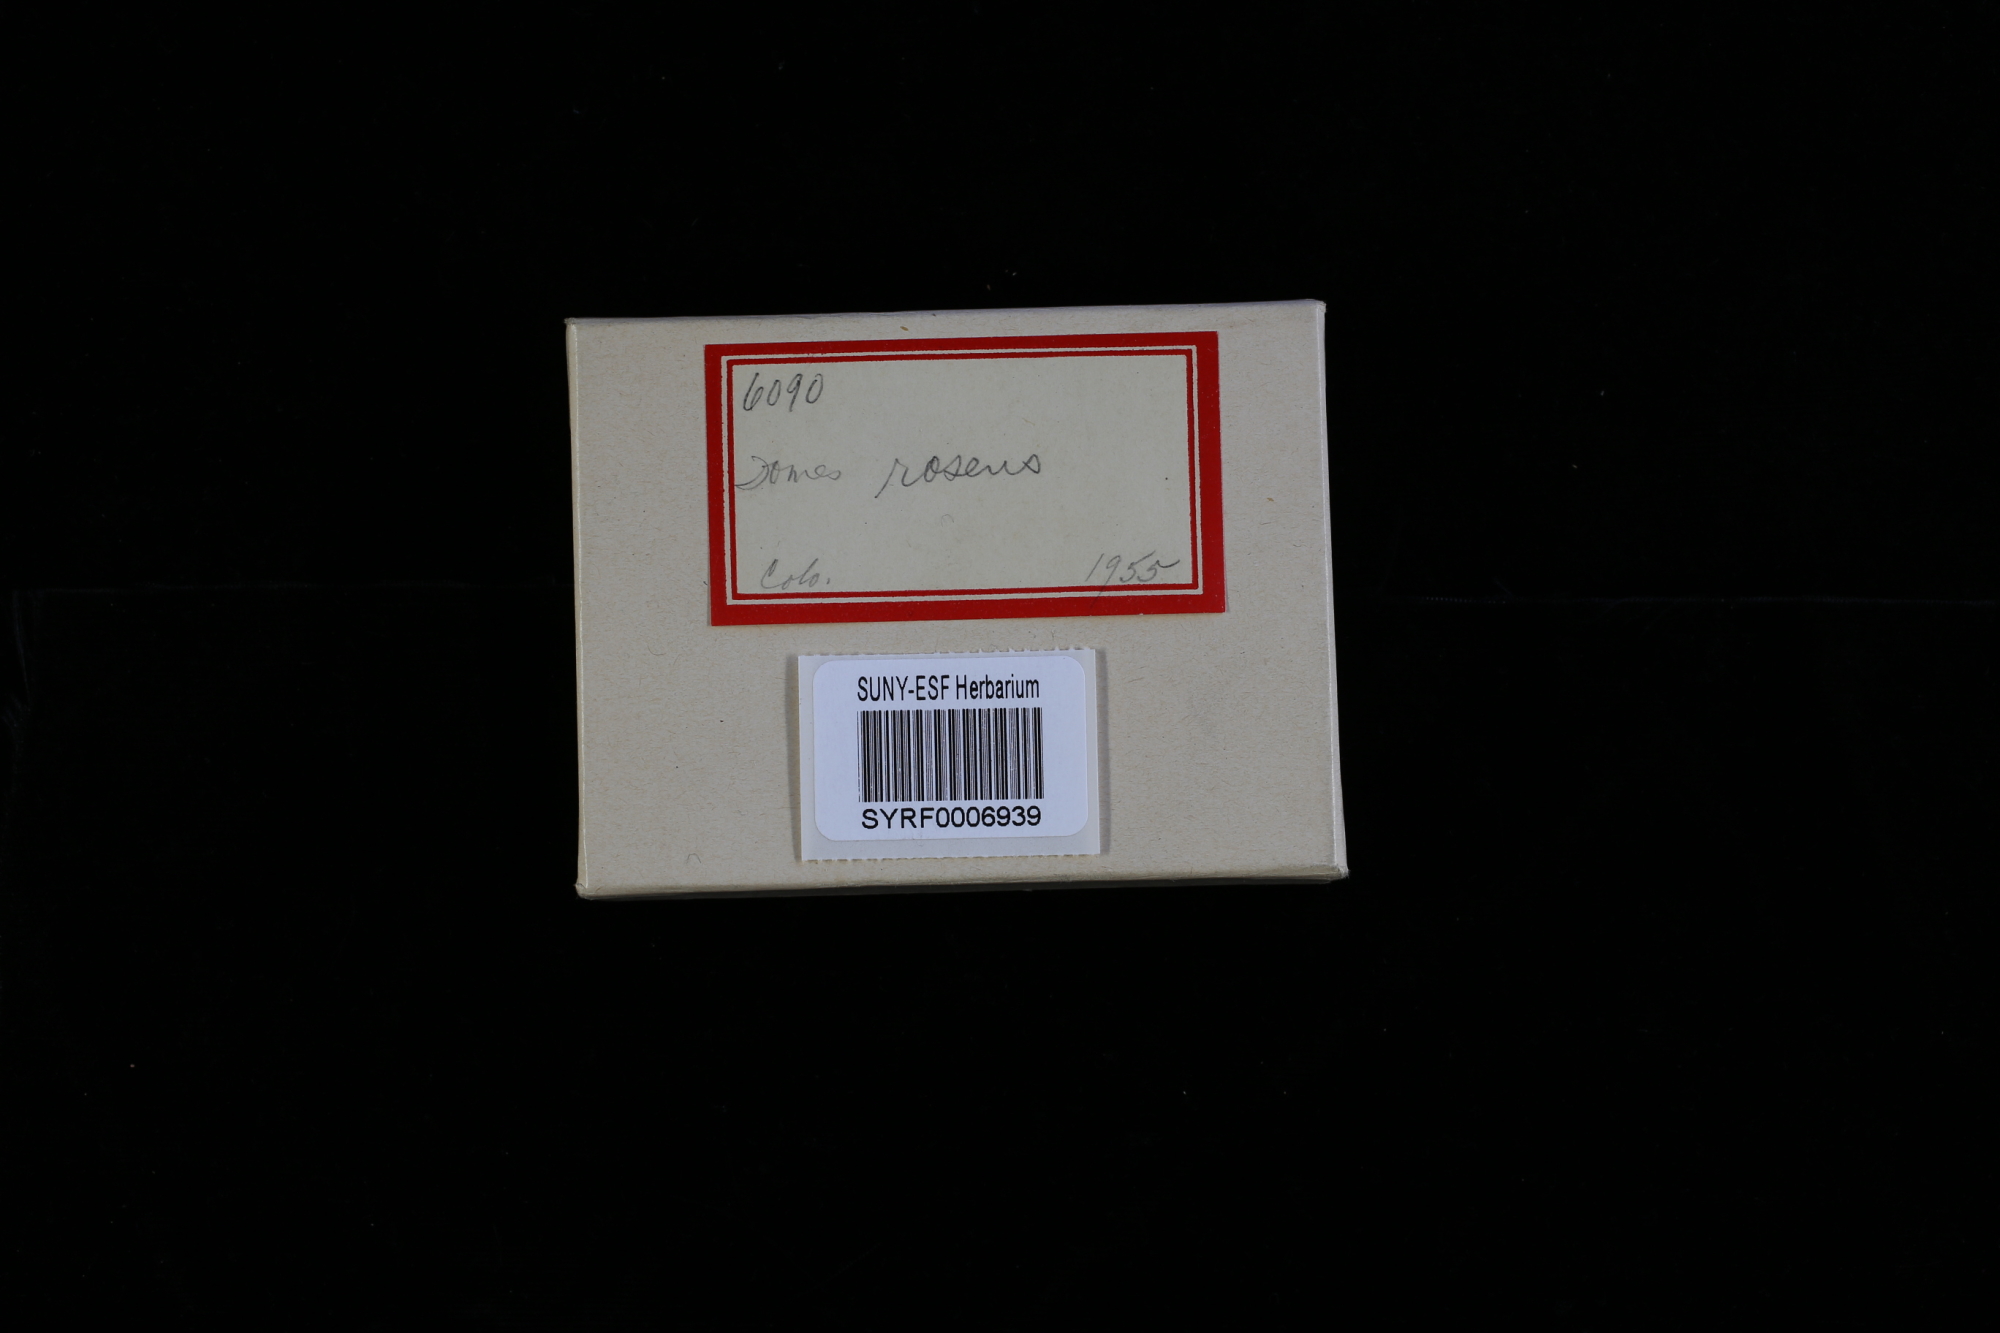 6090
Fomes roseus
Colo. 1955
SUNY-ESF Herbarium
SYRF0006939